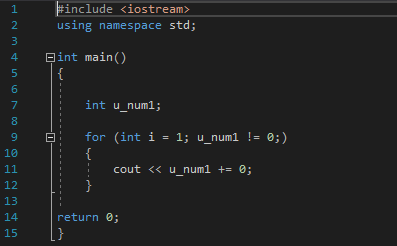 1 #include <iostream>
2 using namespace std;
3
4 int main()
5 {
6
7 int u_num1;
8
9 for (int i = 1; u_num1 != 0;)
10 {
11 cout << u_num1 += 0;
12 }
13
14 return 0;
15 }